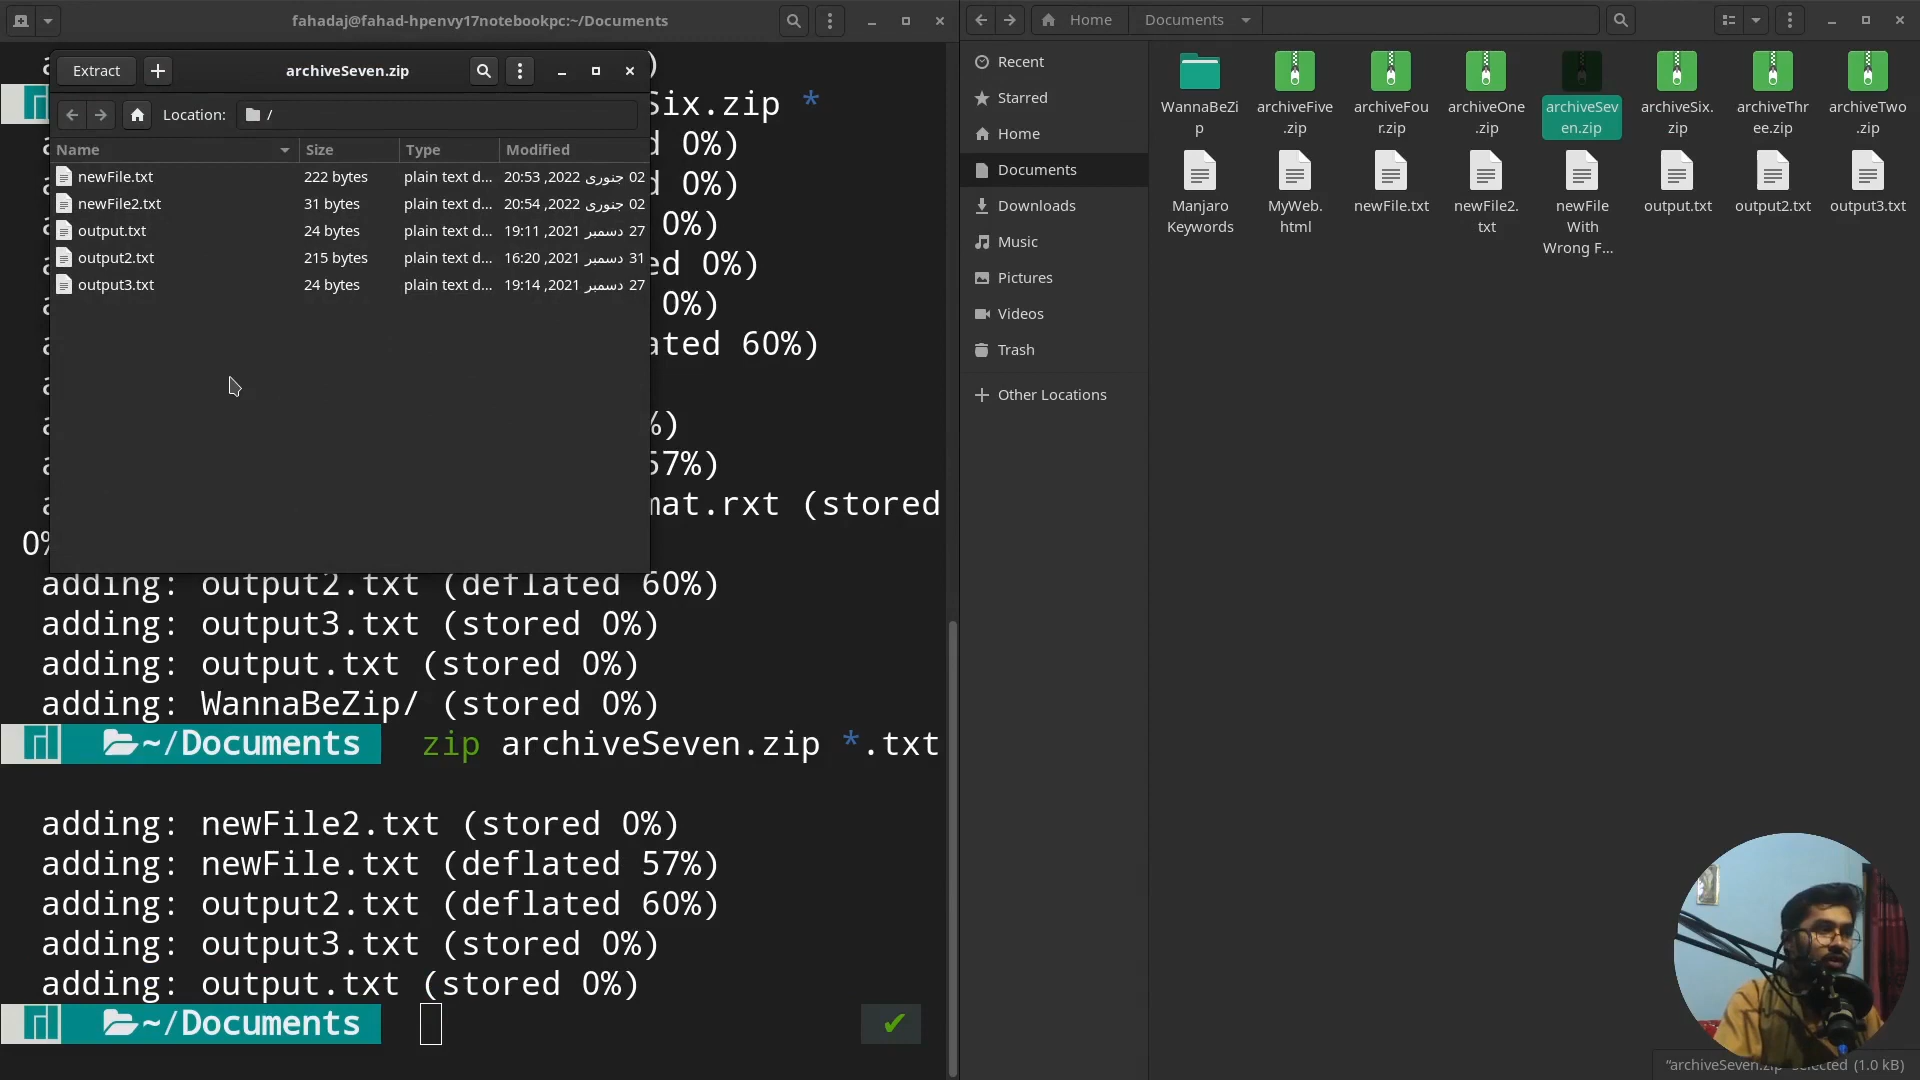 fahadaj@fahad-hpenvy17notebookpc:~/Documents
Extract
archiveSeven.zip
Location:
/
Name Size Type Modified
newFile.txt 222 bytes plain text d... 20:53 ,2022 جنوری 02
newFile2.txt 31 bytes plain text d... 20:54 ,2022 جنوری 02
output.txt 24 bytes plain text d... 19:11 ,2021 دسمبر 27
output2.txt 215 bytes plain text d... 16:20 ,2021 دسمبر 31
output3.txt 24 bytes plain text d... 19:14 ,2021 دسمبر 27
)
Six.zip *
d 0%)
d 0%)
0%)
ed 0%)
0%)
ated 60%)
%)
57%)
mat.rxt (stored
0%
adding: output2.txt (deflated 60%)
adding: output3.txt (stored 0%)
adding: output.txt (stored 0%)
adding: WannaBeZip/ (stored 0%)
~/Documents zip archiveSeven.zip *.txt
adding: newFile2.txt (stored 0%)
adding: newFile.txt (deflated 57%)
adding: output2.txt (deflated 60%)
adding: output3.txt (stored 0%)
adding: output.txt (stored 0%)
~/Documents
Home Documents
Recent
Starred
Home
Documents
Downloads
Music
Pictures
Videos
Trash
Other Locations
WannaBeZi
p
archiveFive
.zip
archiveFou
r.zip
archiveOne
.zip
archiveSev
en.zip
archiveSix.
zip
archiveThr
ee.zip
archiveTwo
.zip
Manjaro
Keywords
MyWeb.
html
newFile.txt
newFile2.
txt
newFile
With
Wrong F...
output.txt
output2.txt
output3.txt
"archiveSeven.zip" selected (1.0 kB)